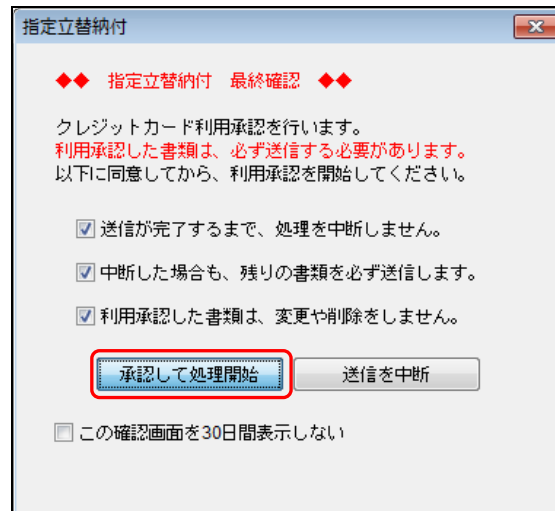 指定立替納付
◆◆ 指定立替納付 最終確認 ◆◆
クレジットカード利用承認を行います。
利用承認した書類は、必ず送信する必要があります。
以下に同意してから、利用承認を開始してください。
送信が完了するまで、処理を中断しません。
中断した場合も、残りの書類を必ず送信します。
利用承認した書類は、変更や削除をしません。
承認して処理開始 送信を中断
この確認画面を30日間表示しない